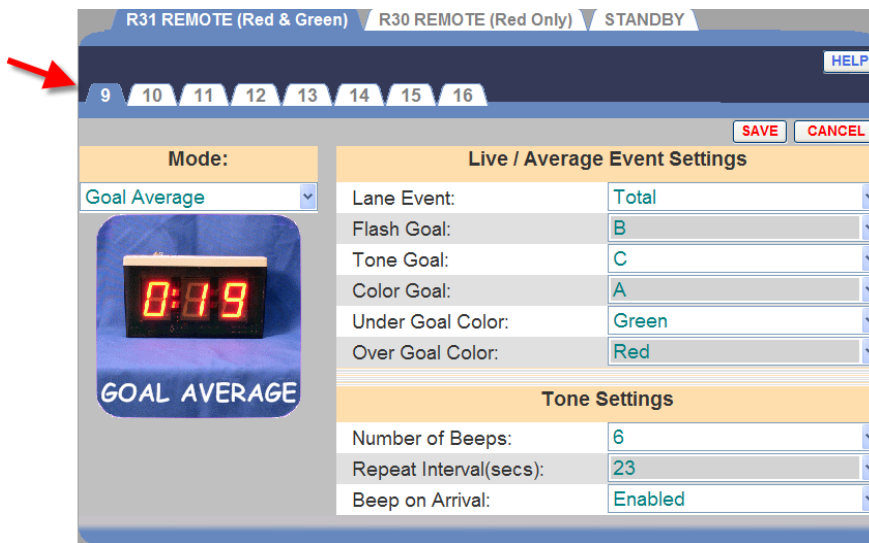 R31 REMOTE (Red & Green) R30 REMOTE (Red Only) STANDBY
HELP
9 10 11 12 13 14 15 16
SAVE CANCEL
Mode: Live / Average Event Settings
Goal Average Lane Event: Total
Flash Goal: B
Tone Goal: C
Color Goal: A
0:19 Under Goal Color: Green
Over Goal Color: Red
GOAL AVERAGE
Tone Settings
Number of Beeps: 6
Repeat Interval(secs): 23
Beep on Arrival: Enabled